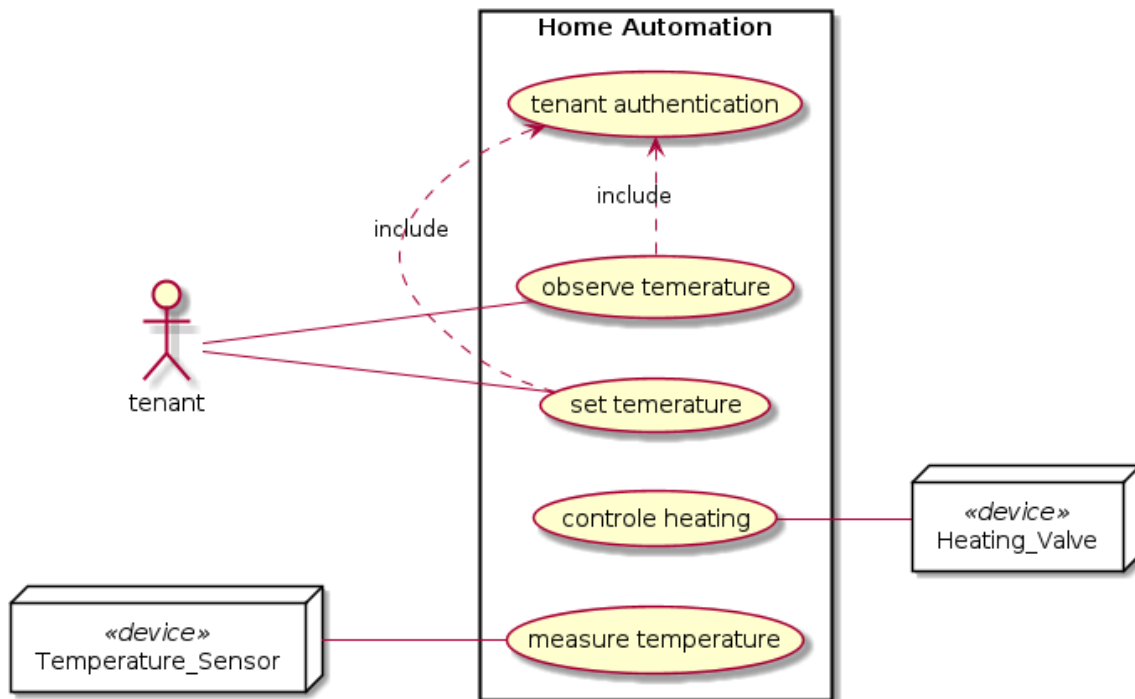 Home Automation
tenant authentication
include
include
observe temerature
tenant
set temerature
controle heating
«device»
Heating_Valve
«device»
Temperature_Sensor
measure temperature